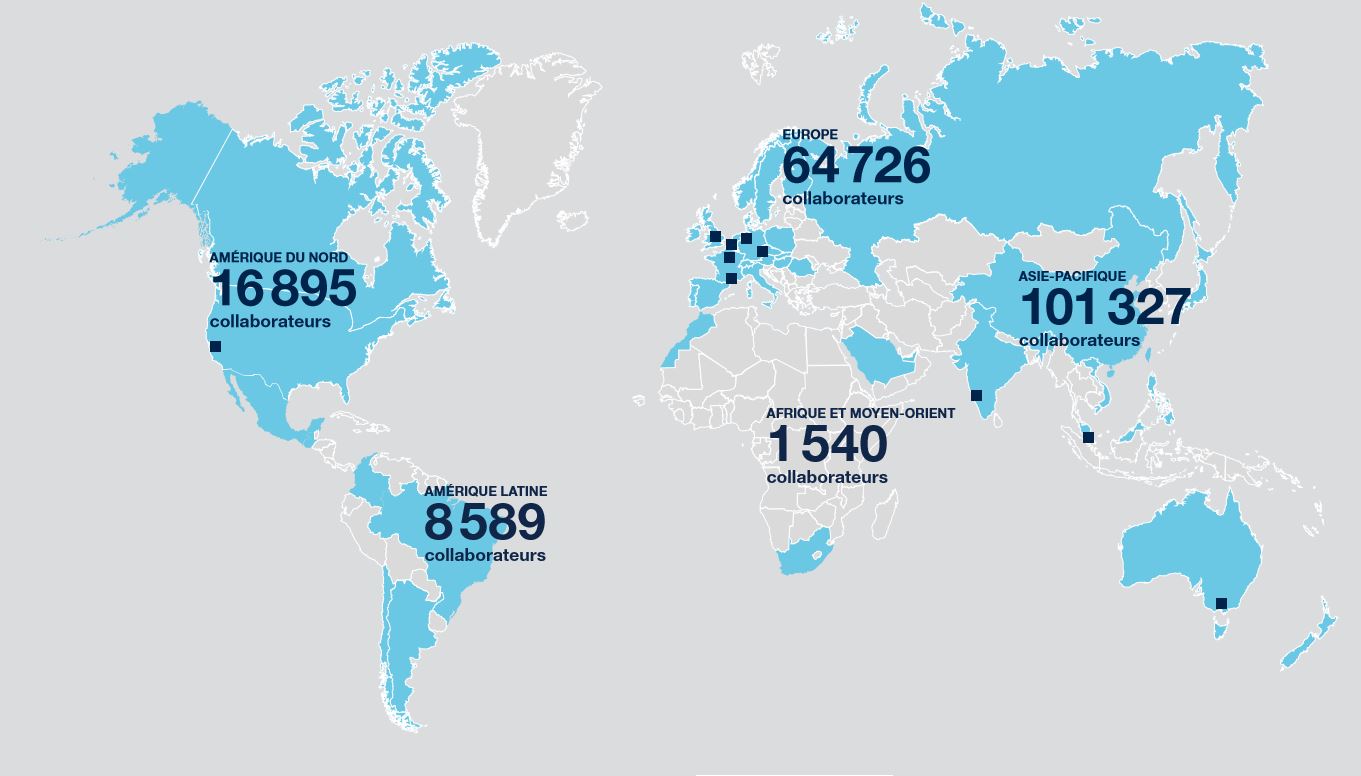 EUROPE
64 726
collaborateurs
AMÉRIQUE DU NORD
16 895
collaborateurs
ASIE-PACIFIQUE
101 327
collaborateurs
AFRIQUE ET MOYEN-ORIENT
1 540
collaborateurs
AMÉRIQUE LATINE
8 589
collaborateurs